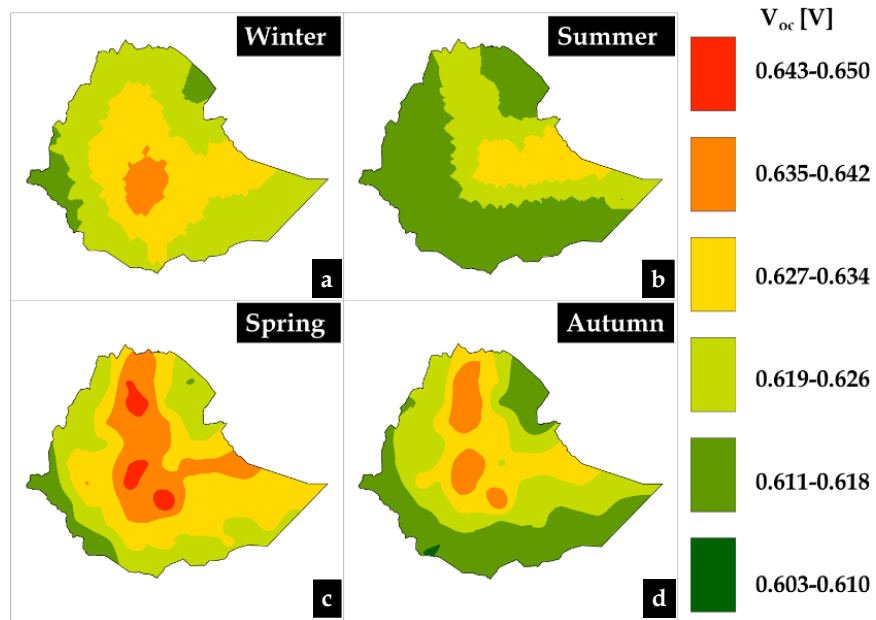 Winter
a
Summer
b
Spring
c
Autumn
d
Voc [V]
0.643-0.650
0.635-0.642
0.627-0.634
0.619-0.626
0.611-0.618
0.603-0.610